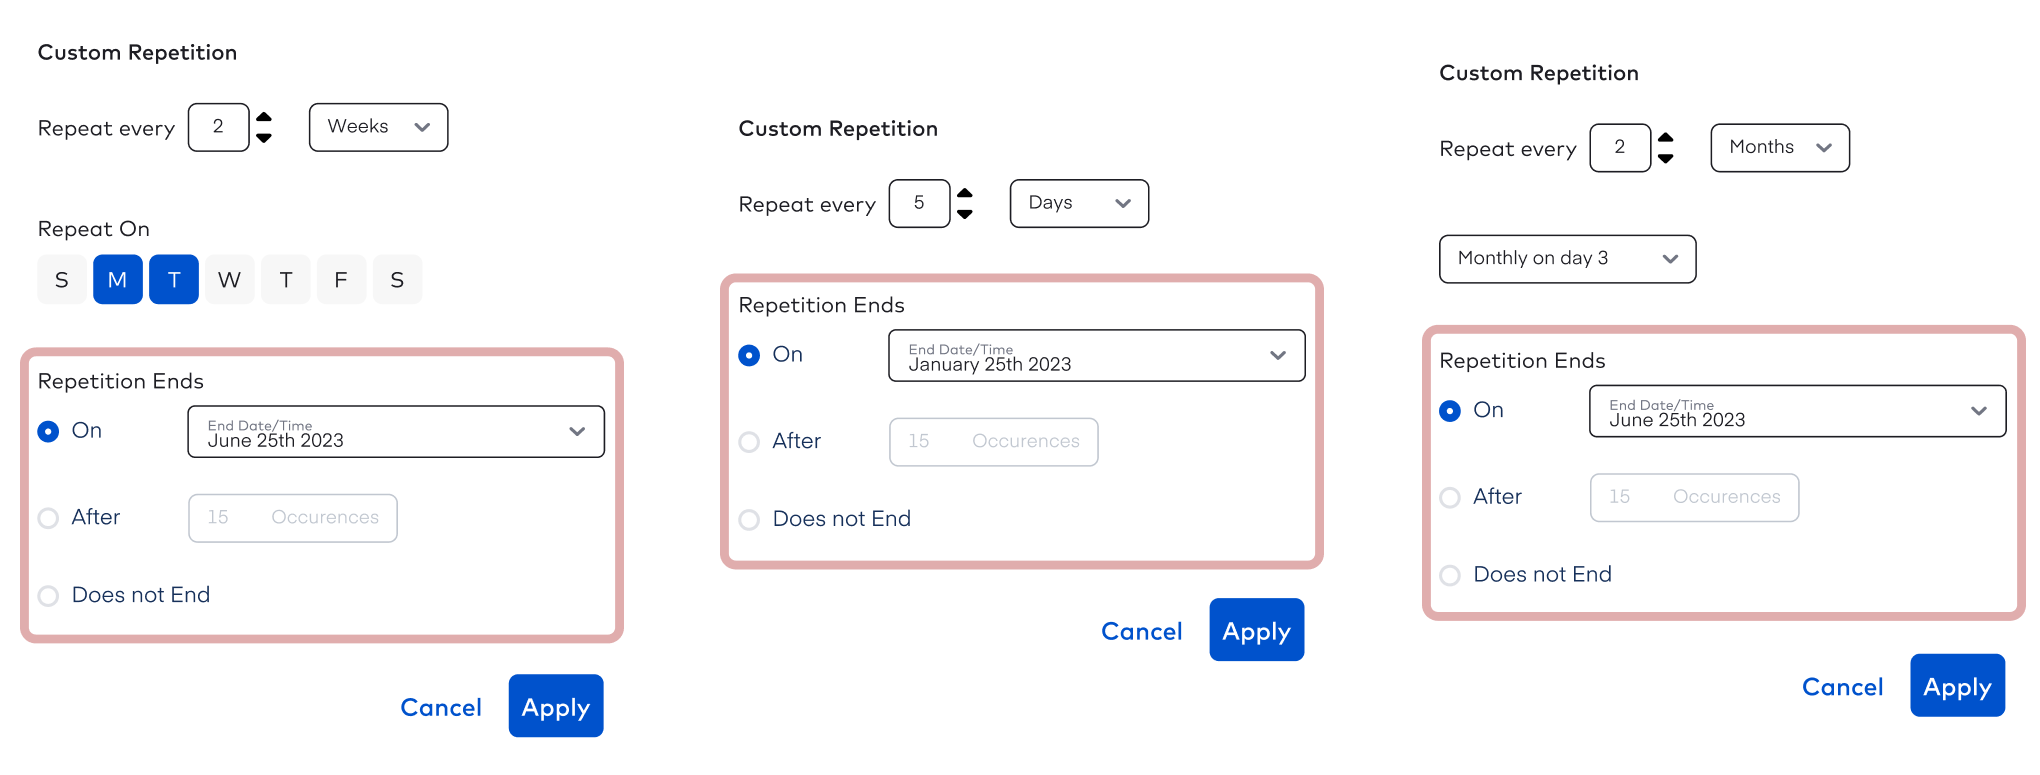 Custom Repetition
Repeat every 2 Weeks
Repeat On
S M T W T F S
Repetition Ends
On End Date/Time
June 25th 2023
After 15 Occurences
Does not End
Cancel Apply
Custom Repetition
Repeat every 5 Days
Repetition Ends
On End Date/Time
January 25th 2023
After 15 Occurences
Does not End
Cancel Apply
Custom Repetition
Repeat every 2 Months
Monthly on day 3
Repetition Ends
On End Date/Time
June 25th 2023
After 15 Occurences
Does not End
Cancel Apply